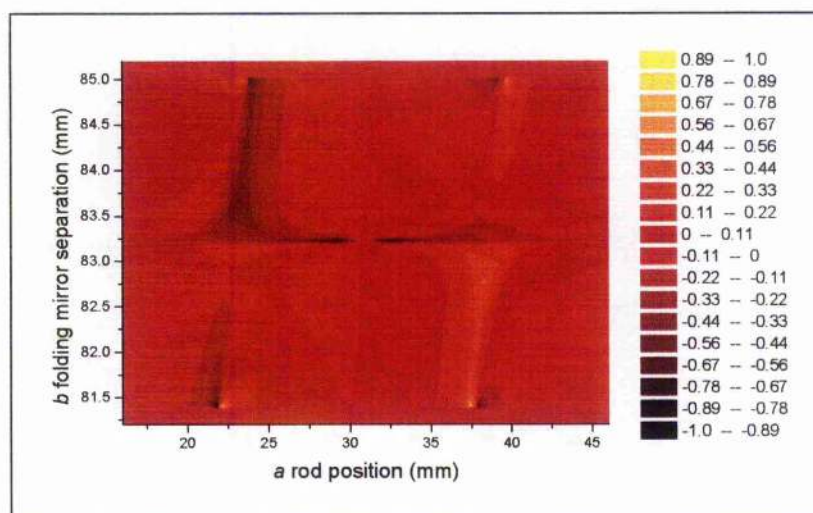 85.0
84.5
84.0
83.5
83.0
82.5
82.0
81.5
b folding mirror separation (mm)
20 25 30 35 40 45
a rod position (mm)
0.89 -- 1.0
0.78 -- 0.89
0.67 -- 0.78
0.56 -- 0.67
0.44 -- 0.56
0.33 -- 0.44
0.22 -- 0.33
0.11 -- 0.22
0 -- 0.11
-0.11 -- 0
-0.22 -- -0.11
-0.33 -- -0.22
-0.44 -- -0.33
-0.56 -- -0.44
-0.67 -- -0.56
-0.78 -- -0.67
-0.89 -- -0.78
-1.0 -- -0.89